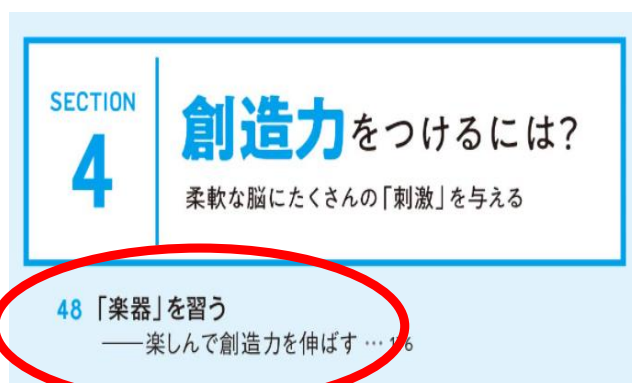 SECTION
4
創造力をつけるには?
柔軟な脳にたくさんの「刺激」を与える
48 「楽器」を習う
――楽しんで創造力を伸ばす …